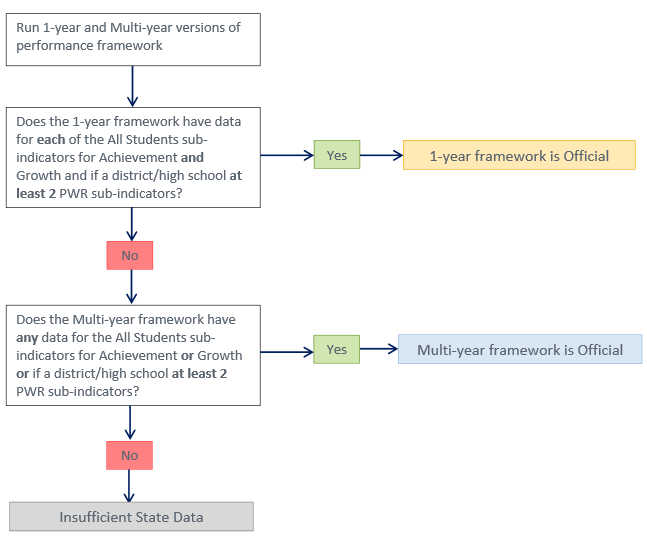 Run 1-year and Multi-year versions of
performance framework
Does the 1-year framework have data
for each of the All Students sub-
indicators for Achievement and
Growth and if a district/high school at
least 2 PWR sub-indicators?
Yes
1-year framework is Official
No
Does the Multi-year framework have
any data for the All Students sub-
indicators for Achievement or Growth
or if a district/high school at least 2
PWR sub-indicators?
Yes
Multi-year framework is Official
No
Insufficient State Data